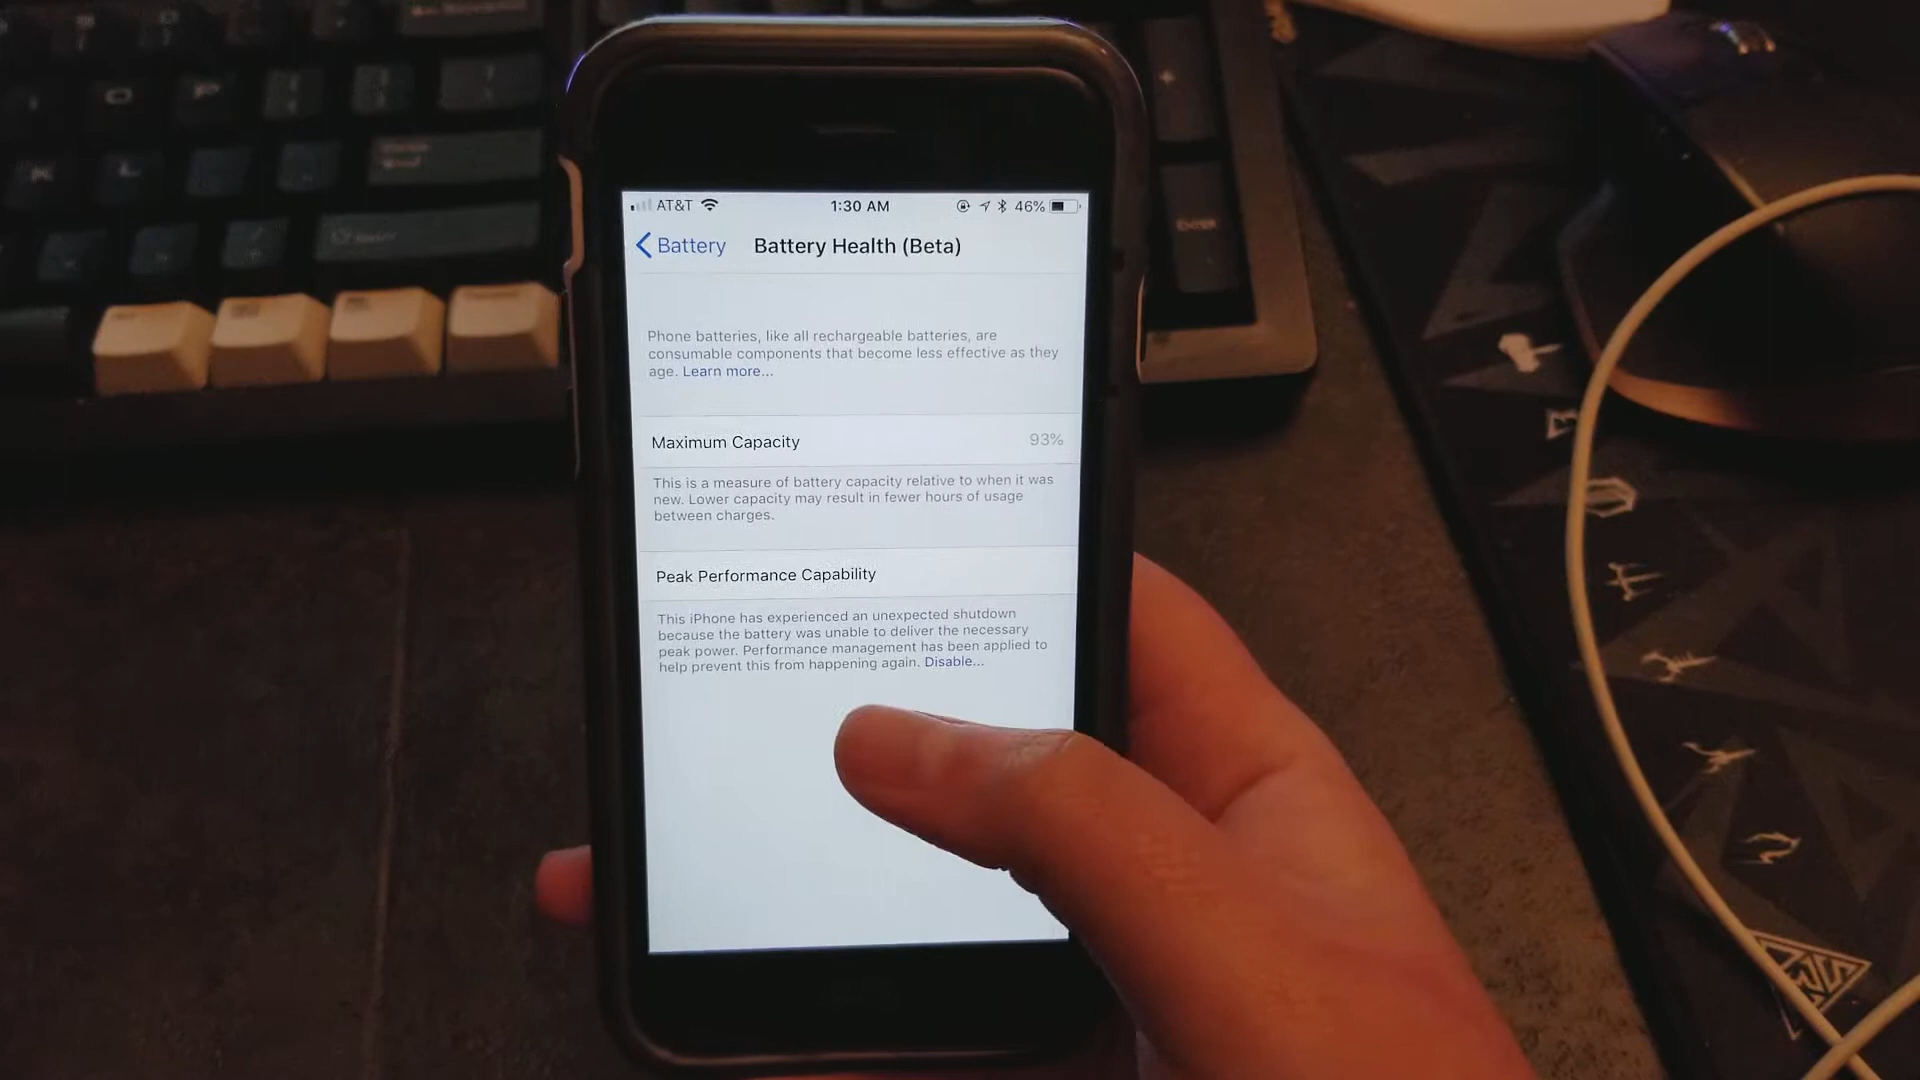 AT&T 1:30 AM 46%
Battery Battery Health (Beta)
Phone batteries, like all rechargeable batteries, are
consumable components that become less effective as they
age. Learn more...
Maximum Capacity 93%
This is a measure of battery capacity relative to when it was
new. Lower capacity may result in fewer hours of usage
between charges.
Peak Performance Capability
This iPhone has experienced an unexpected shutdown
because the battery was unable to deliver the necessary
peak power. Performance management has been applied to
help prevent this from happening again. Disable...
O P
K L
+
ENTER